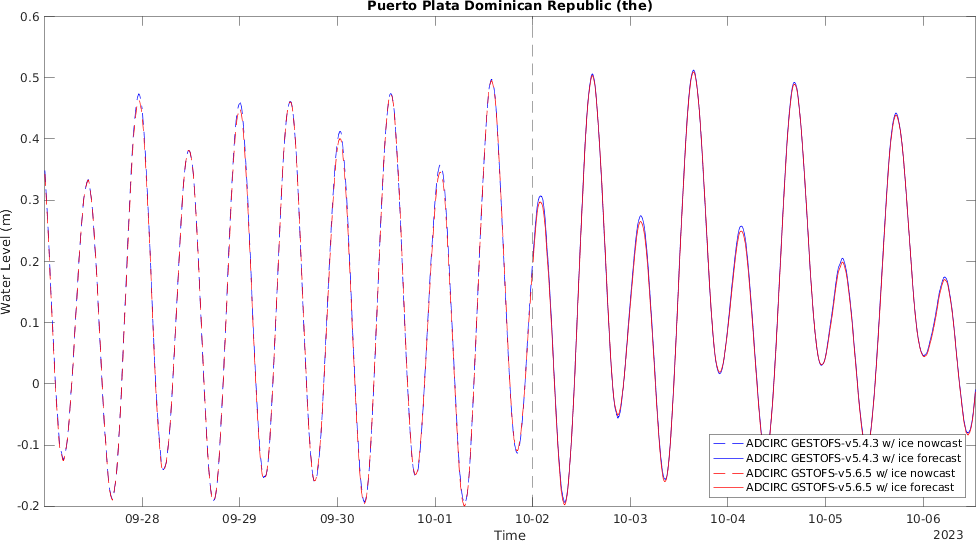 Puerto Plata Dominican Republic (the)
0.6
0.5
0.4
0.3
0.2
0.1
0
-0.1
-0.2
Water Level (m)
ADCIRC GESTOFS-v5.4.3 w/ ice nowcast
ADCIRC GESTOFS-v5.4.3 w/ ice forecast
ADCIRC GSTOFS-v5.6.5 w/ ice nowcast
ADCIRC GSTOFS-v5.6.5 w/ ice forecast
09-28 09-29 09-30 10-01 10-02 10-03 10-04 10-05 10-06
Time
2023